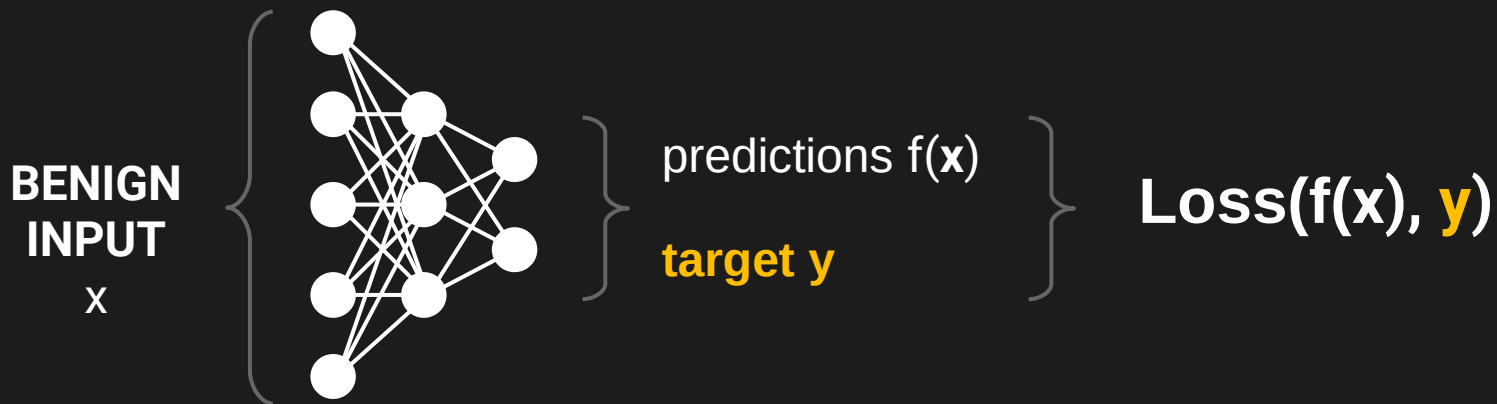 BENIGN
INPUT
x
predictions f(x)
target y
Loss(f(x), y)